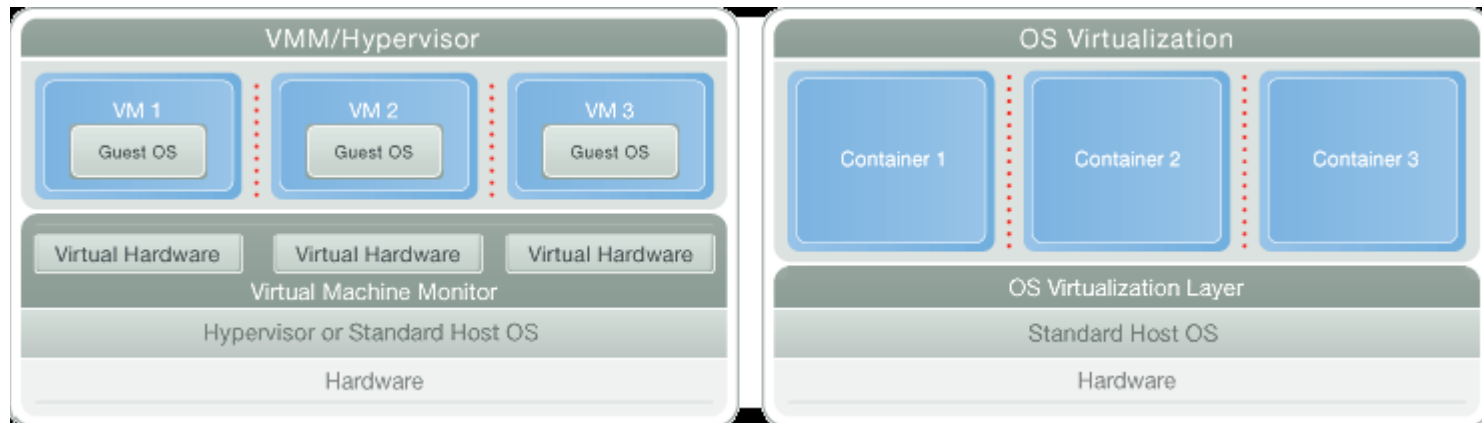 VMM/Hypervisor
VM 1
Guest OS
VM 2
Guest OS
VM 3
Guest OS
Virtual Hardware
Virtual Hardware
Virtual Hardware
Virtual Machine Monitor
Hypervisor or Standard Host OS
Hardware
OS Virtualization
Container 1
Container 2
Container 3
OS Virtualization Layer
Standard Host OS
Hardware